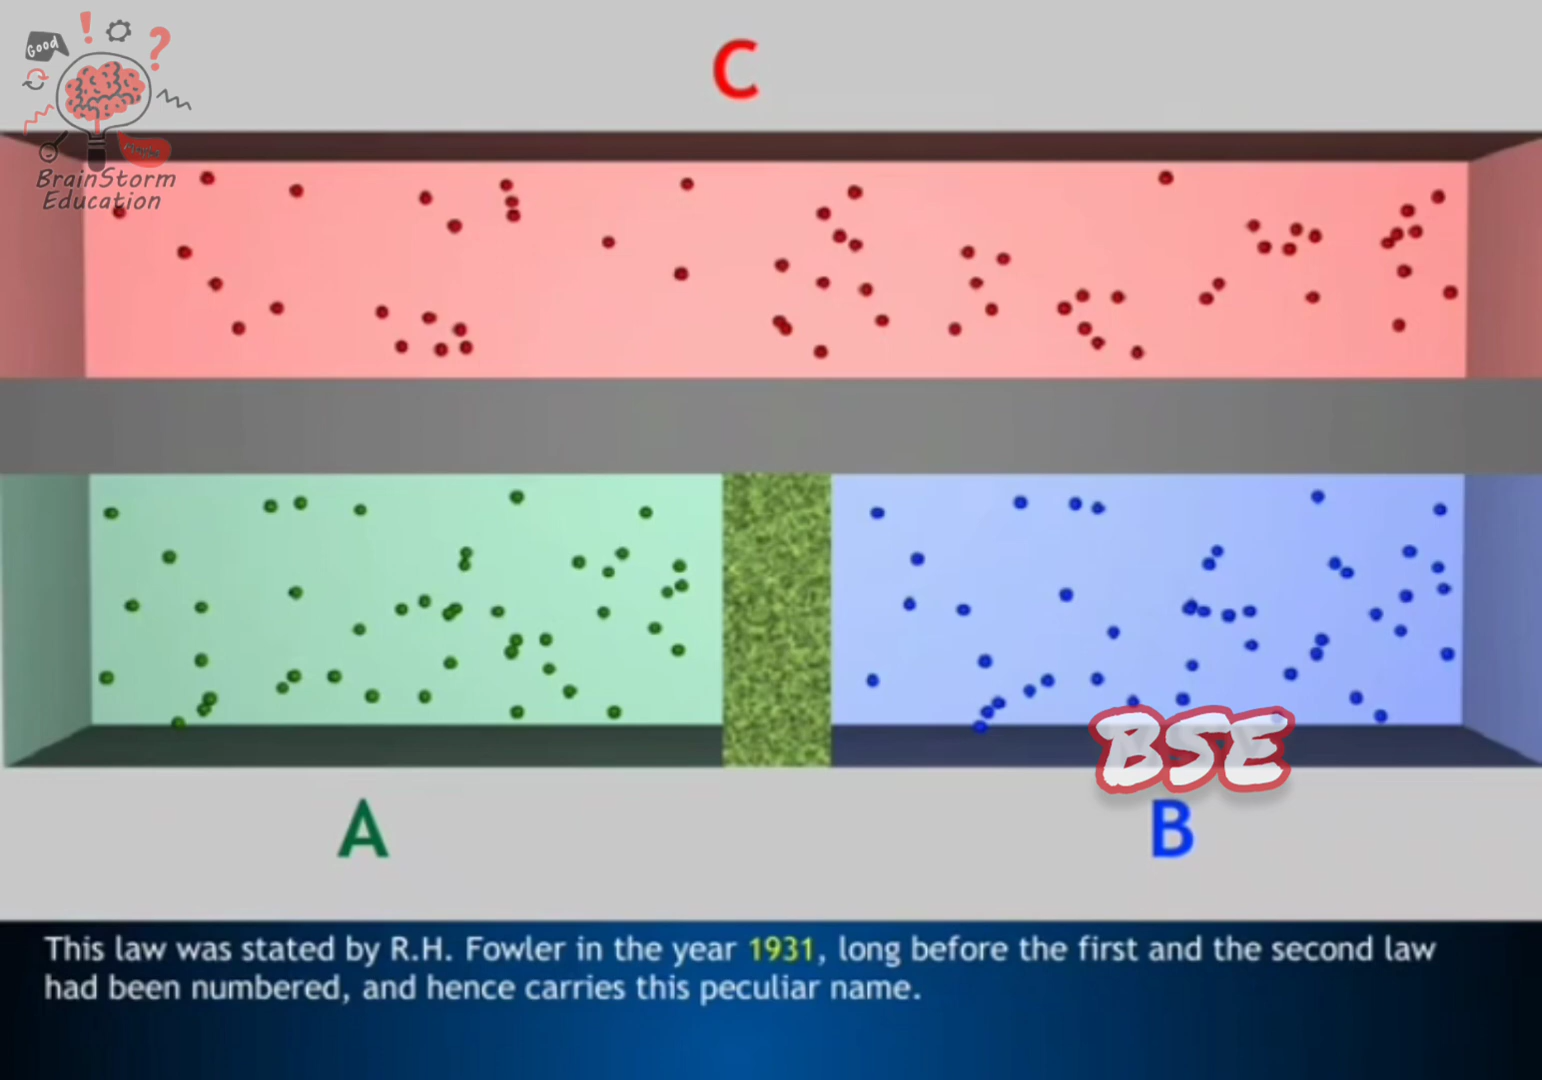 Good
!
?
BrainStorm
Education
C
A
B
BSE
This law was stated by R.H. Fowler in the year 1931, long before the first and the second law
had been numbered, and hence carries this peculiar name.